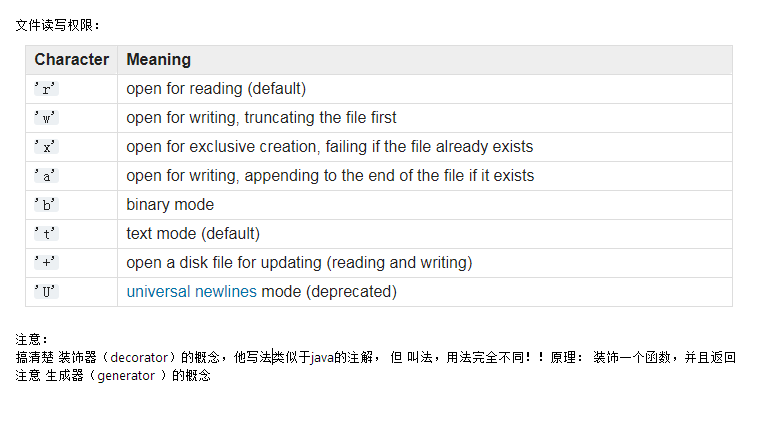 文件读写权限：
Character Meaning
'r' open for reading (default)
'w' open for writing, truncating the file first
'x' open for exclusive creation, failing if the file already exists
'a' open for writing, appending to the end of the file if it exists
'b' binary mode
't' text mode (default)
'+' open a disk file for updating (reading and writing)
'U' universal newlines mode (deprecated)
注意：
搞清楚 装饰器（decorator）的概念，他写法类似于java的注解， 但 叫法，用法完全不同！！原理： 装饰一个函数，并且返回
注意 生成器（generator ）的概念